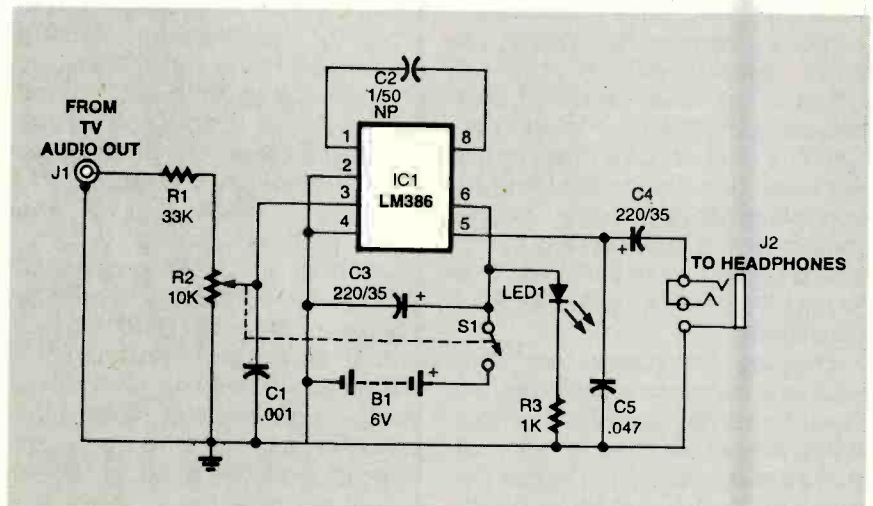 FROM
TV
AUDIO OUT
J1
R1
33K
R2
10K
C1
.001
C2
1/50
NP
1
2
3
4
8
6
5
IC1
LM386
C3
220/35
+
S1
B1
6V
+
LED1
R3
1K
C4
220/35
+
C5
.047
J2
TO HEADPHONES